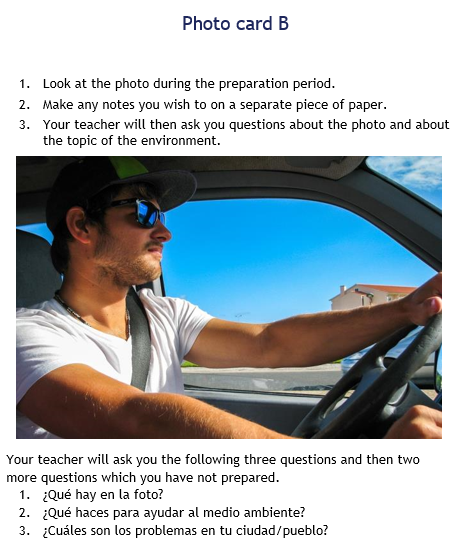 Photo card B
1. Look at the photo during the preparation period.
2. Make any notes you wish to on a separate piece of paper.
3. Your teacher will then ask you questions about the photo and about
the topic of the environment.
Your teacher will ask you the following three questions and then two
more questions which you have not prepared.
1. ¿Qué hay en la foto?
2. ¿Qué haces para ayudar al medio ambiente?
3. ¿Cuáles son los problemas en tu ciudad/pueblo?